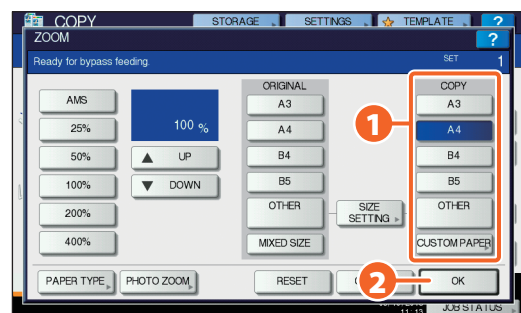 COPY
STORAGE
SETTINGS
TEMPLATE
?
ZOOM
?
Ready for bypass feeding.
SET 1
ORIGINAL
COPY
AMS
A3
A3
25%
100 %
A4
1
A4
50%
UP
B4
B4
100%
DOWN
B5
B5
200%
OTHER
SIZE
SETTING
OTHER
400%
MIXED SIZE
CUSTOM PAPER
PAPER TYPE
PHOTO ZOOM
RESET
2
OK
11:13
JOB STATUS